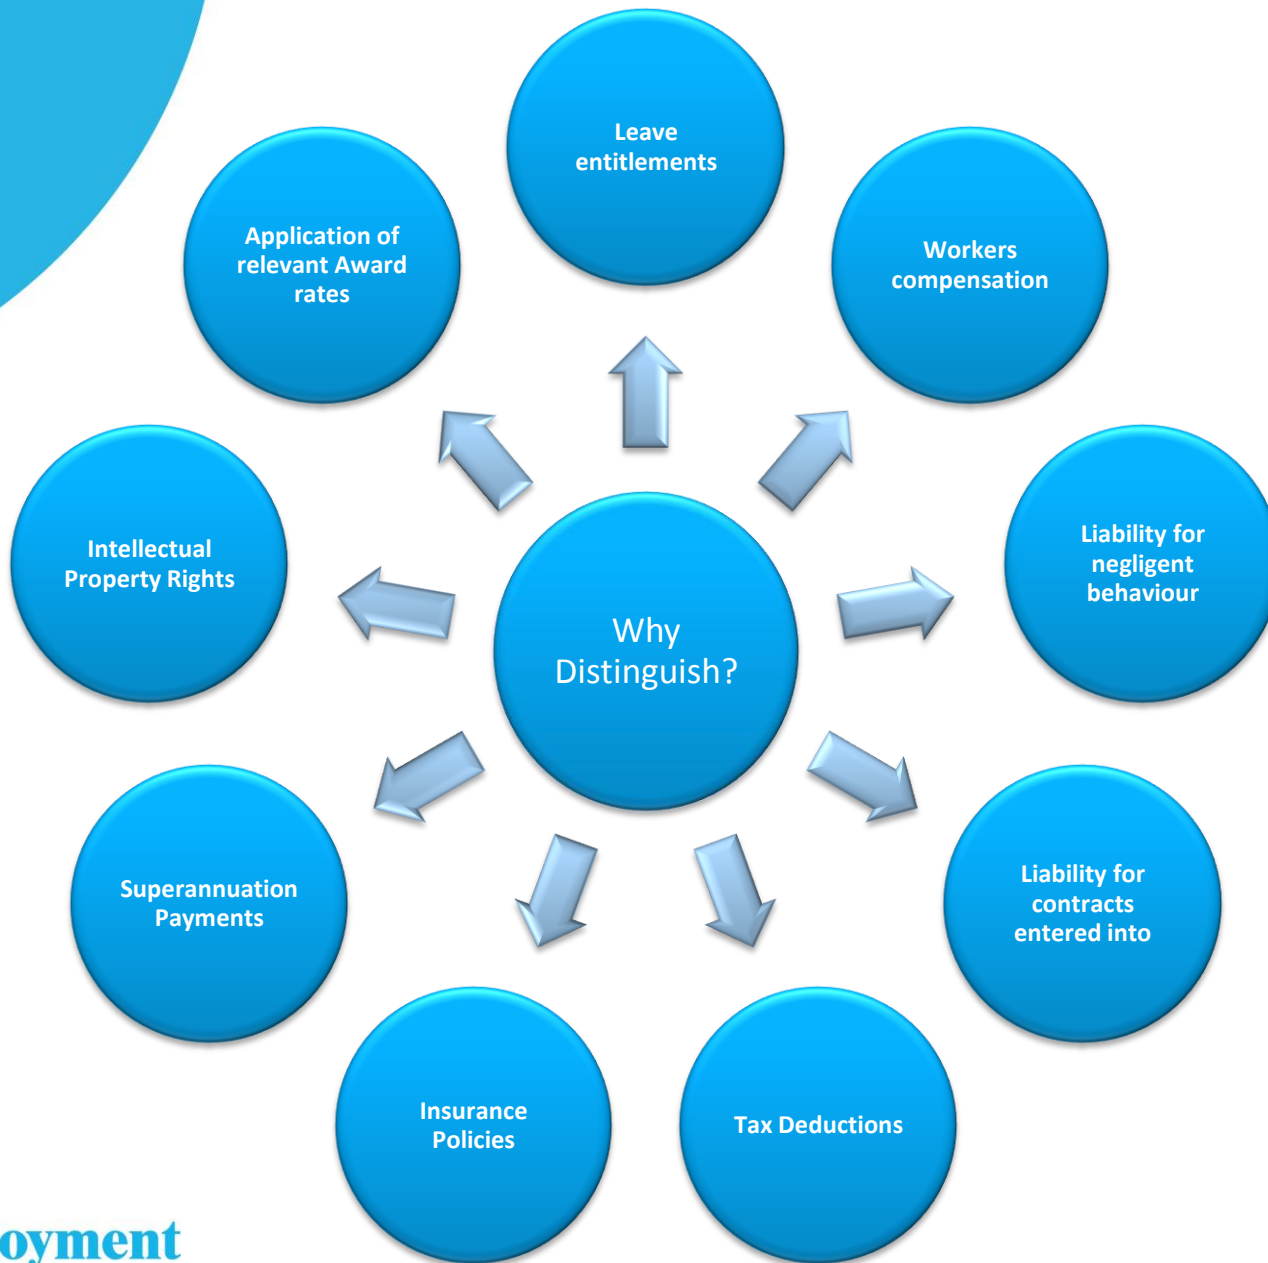 Leave
entitlements
Workers
compensation
Liability for
negligent
behaviour
Liability for
contracts
entered into
Tax Deductions
Insurance
Policies
Superannuation
Payments
Intellectual
Property Rights
Application of
relevant Award
rates
Why
Distinguish?
oyment